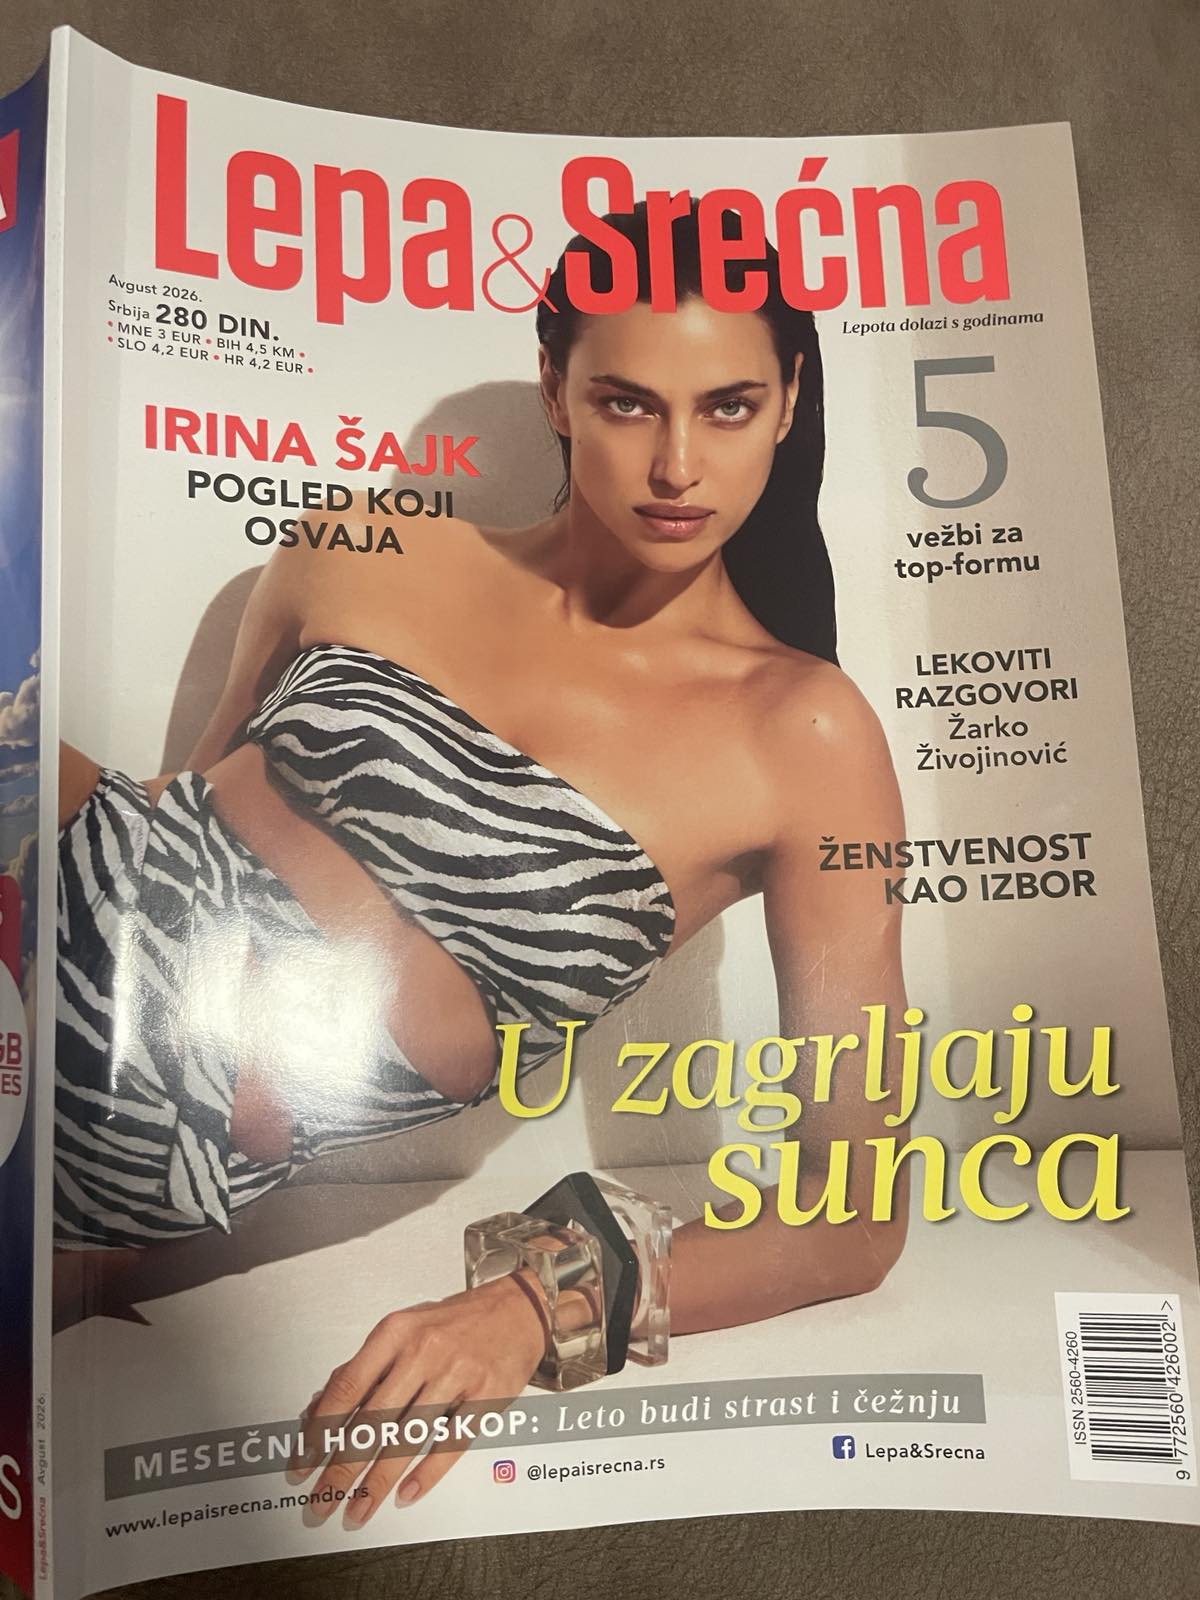 Lepa&Srećna
Lepota dolazi s godinama
Avgust 2026.
Srbija 280 DIN.
• MNE 3 EUR • BIH 4,5 KM •
• SLO 4,2 EUR • HR 4,2 EUR •
IRINA ŠAJK
POGLED KOJI
OSVAJA
5
vežbi za
top-formu
LEKOVITI
RAZGOVORI
Žarko
Živojinović
ŽENSTVENOST
KAO IZBOR
U zagrljaju
sunca
MESEČNI HOROSKOP: Leto budi strast i čežnju
www.lepaisrecna.mondo.rs
@lepaisrecna.rs
Lepa&Srecna
ISSN 2560-4260
9 772560 426002 >
Lepa&Srećna Avgust 2026.